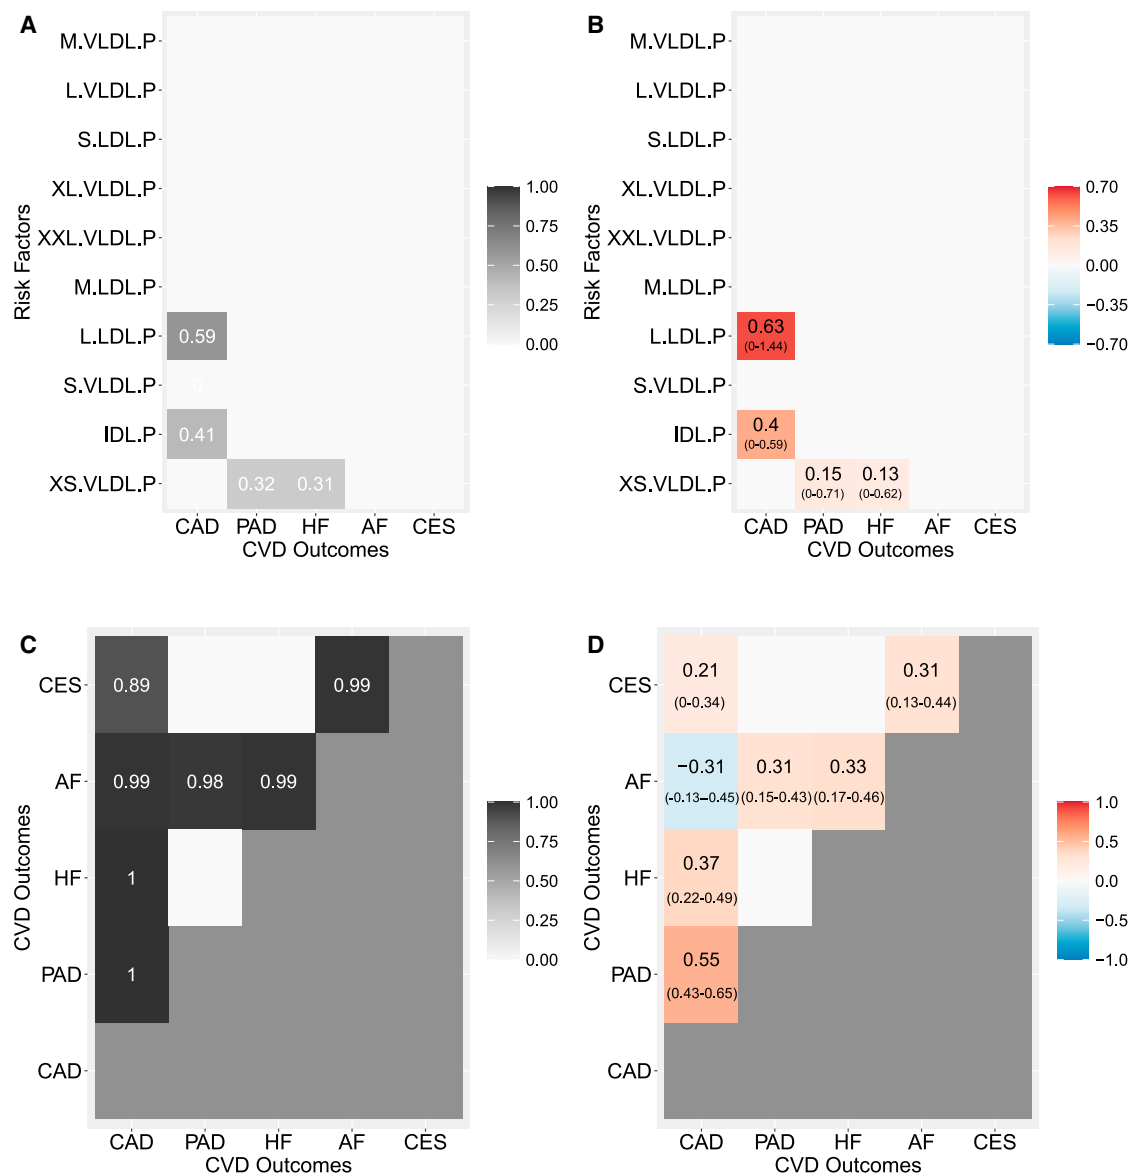 A
M.VLDL.P
L.VLDL.P
S.LDL.P
XL.VLDL.P
XXL.VLDL.P
M.LDL.P
L.LDL.P
S.VLDL.P
IDL.P
XS.VLDL.P
Risk Factors
0.59
0
0.41
0.32 0.31
CAD PAD HF AF CES
CVD Outcomes
1.00
0.75
0.50
0.25
0.00
B
M.VLDL.P
L.VLDL.P
S.LDL.P
XL.VLDL.P
XXL.VLDL.P
M.LDL.P
L.LDL.P
S.VLDL.P
IDL.P
XS.VLDL.P
Risk Factors
0.63
(0-1.44)
0.4
(0-0.59)
0.15 0.13
(0-0.71) (0-0.62)
CAD PAD HF AF CES
CVD Outcomes
0.70
0.35
0.00
−0.35
−0.70
C
CES
AF
HF
PAD
CAD
CVD Outcomes
0.89 0.99
0.99 0.98 0.99
1
1
CAD PAD HF AF CES
CVD Outcomes
1.00
0.75
0.50
0.25
0.00
D
CES
AF
HF
PAD
CAD
CVD Outcomes
0.21 0.31
(0-0.34) (0.13-0.44)
−0.31 0.31 0.33
(-0.13--0.45) (0.15-0.43) (0.17-0.46)
0.37
(0.22-0.49)
0.55
(0.43-0.65)
CAD PAD HF AF CES
CVD Outcomes
1.0
0.5
0.0
−0.5
−1.0